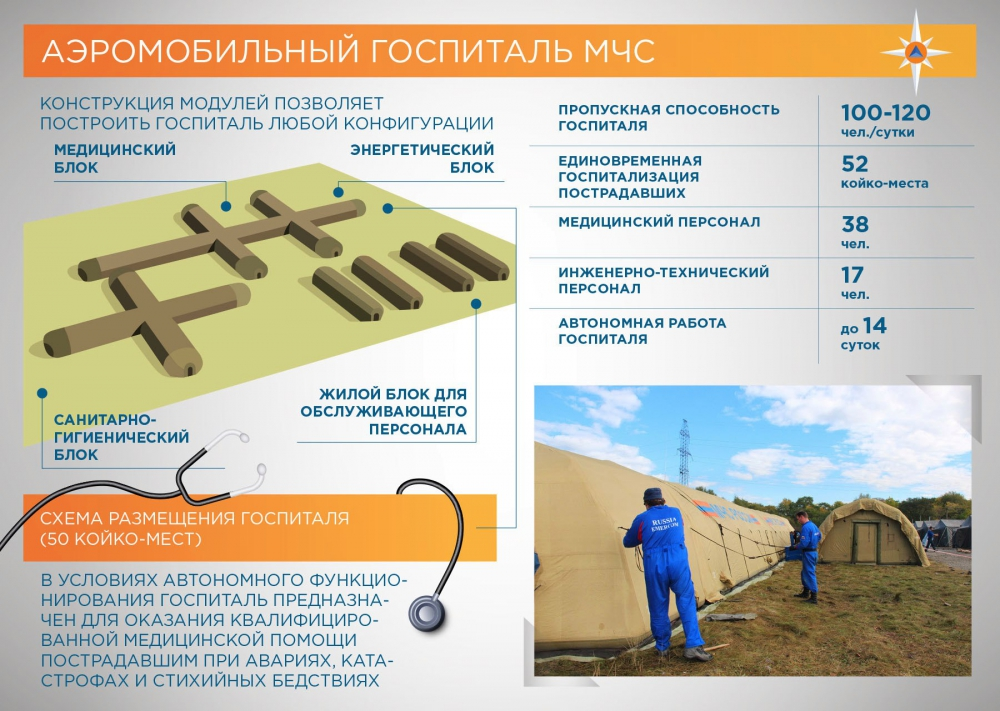 АЭРОМОБИЛЬНЫЙ ГОСПИТАЛЬ МЧС
КОНСТРУКЦИЯ МОДУЛЕЙ ПОЗВОЛЯЕТ
ПОСТРОИТЬ ГОСПИТАЛЬ ЛЮБОЙ КОНФИГУРАЦИИ
МЕДИЦИНСКИЙ
БЛОК
ЭНЕРГЕТИЧЕСКИЙ
БЛОК
САНИТАРНО-
ГИГИЕНИЧЕСКИЙ
БЛОК
ЖИЛОЙ БЛОК ДЛЯ
ОБСЛУЖИВАЮЩЕГО
ПЕРСОНАЛА
СХЕМА РАЗМЕЩЕНИЯ ГОСПИТАЛЯ
(50 КОЙКО-МЕСТ)
В УСЛОВИЯХ АВТОНОМНОГО ФУНКЦИО-
НИРОВАНИЯ ГОСПИТАЛЬ ПРЕДНАЗНА-
ЧЕН ДЛЯ ОКАЗАНИЯ КВАЛИФИЦИРО-
ВАННОЙ МЕДИЦИНСКОЙ ПОМОЩИ
ПОСТРАДАВШИМ ПРИ АВАРИЯХ, КАТА-
СТРОФАХ И СТИХИЙНЫХ БЕДСТВИЯХ
ПРОПУСКНАЯ СПОСОБНОСТЬ
ГОСПИТАЛЯ
100-120
чел./сутки
ЕДИНОВРЕМЕННАЯ
ГОСПИТАЛИЗАЦИЯ
ПОСТРАДАВШИХ
52
койко-места
МЕДИЦИНСКИЙ ПЕРСОНАЛ
38
чел.
ИНЖЕНЕРНО-ТЕХНИЧЕСКИЙ
ПЕРСОНАЛ
17
чел.
АВТОНОМНАЯ РАБОТА
ГОСПИТАЛЯ
до 14
суток
RUSSIA
EMERCOM